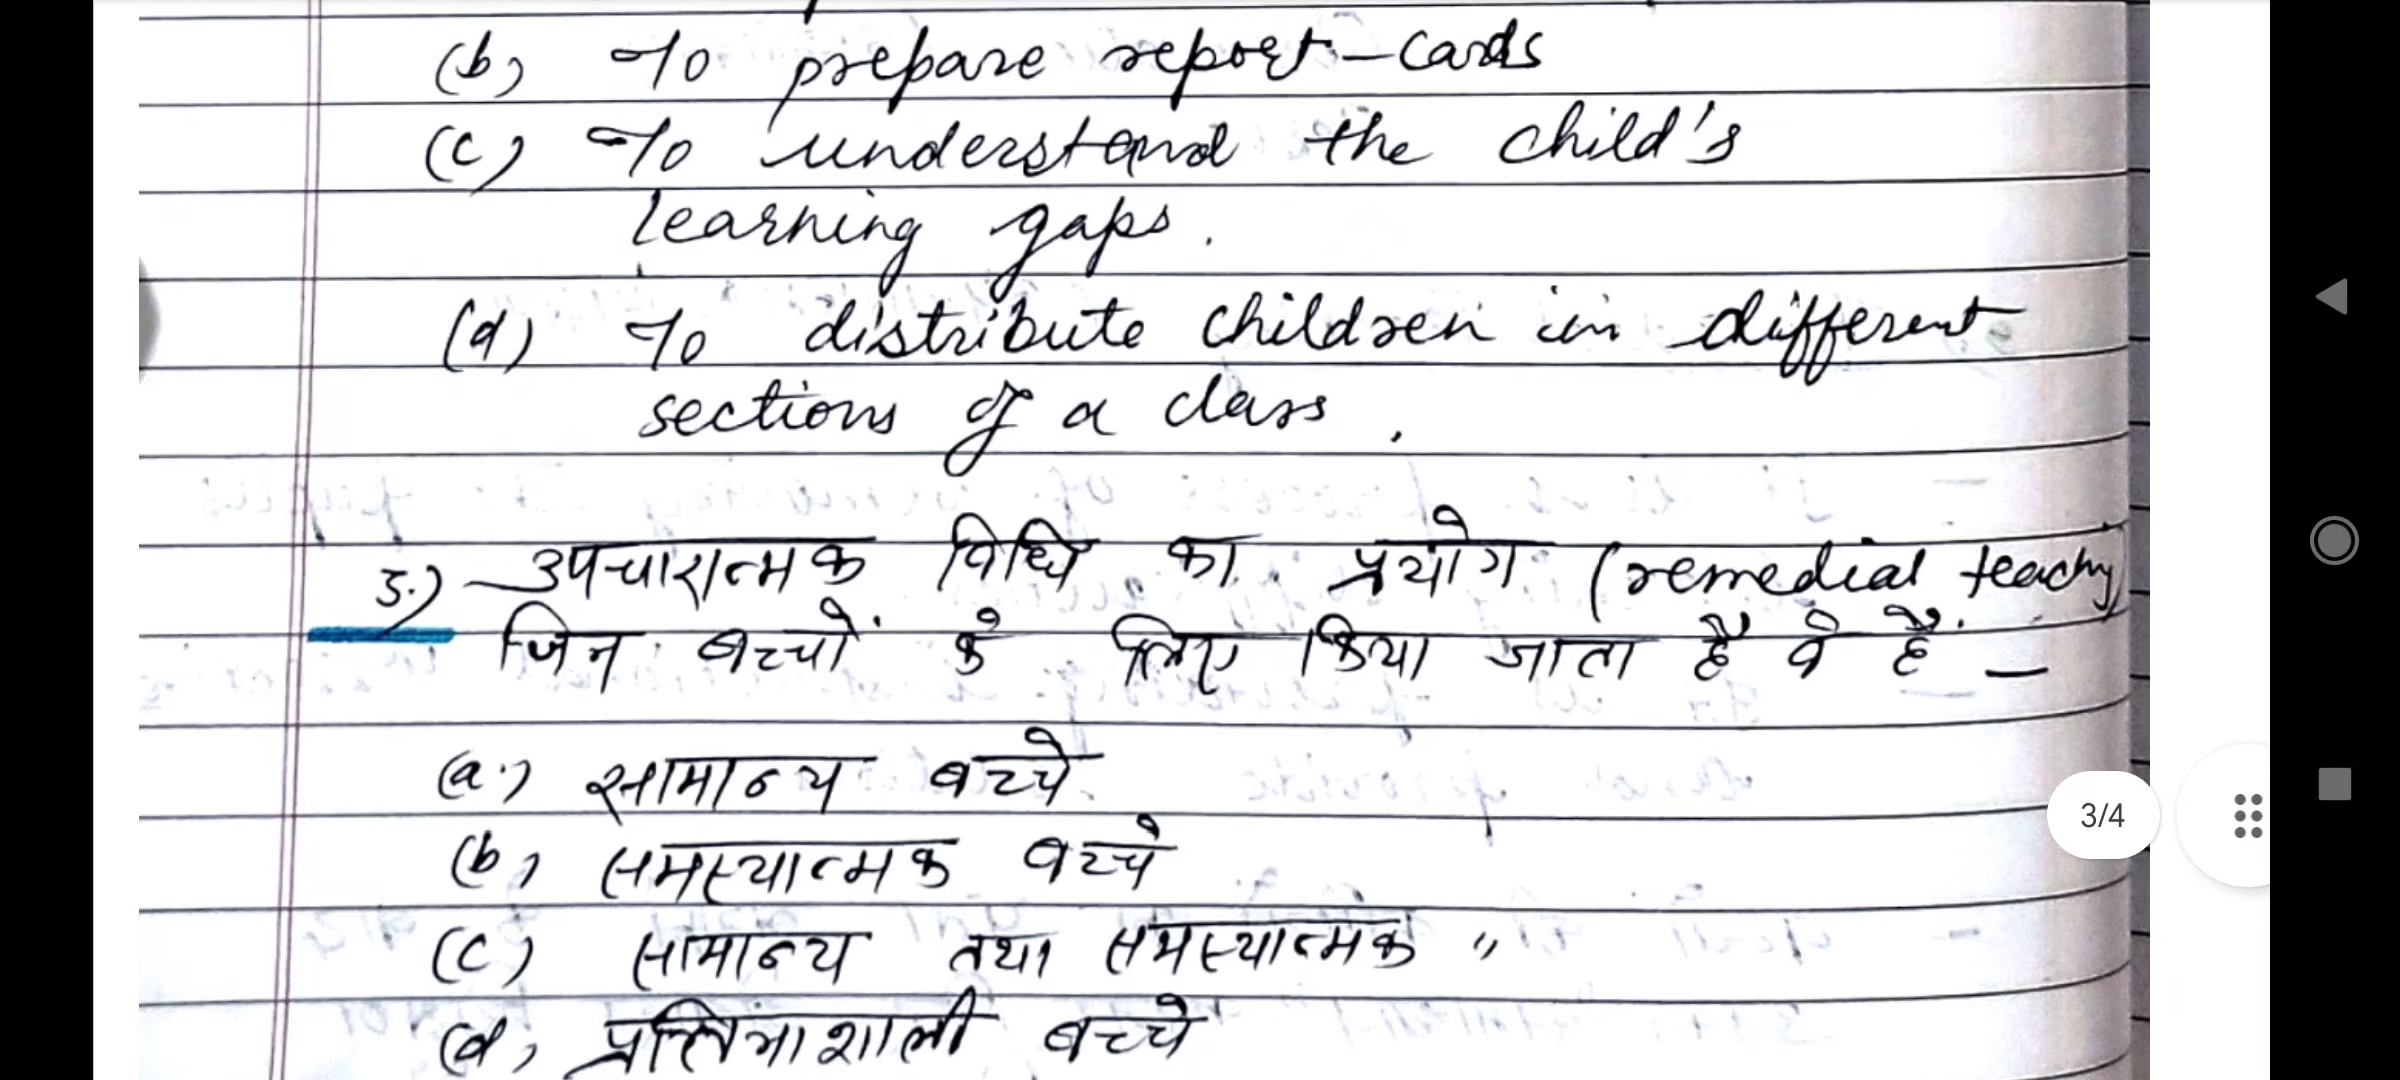 (b) To prepare report-cards
(c) To understand the child's
learning gaps.
(d) To distribute children in different
sections of a class.
5.) उपचारात्मक विधि का प्रयोग (remedial teachg)
जिन बच्चों के लिए किया जाता है वे हैं -
(a.) सामान्य बच्चे
(b) समस्यात्मक बच्चे
(c) सामान्य तथा समस्यात्मक "
(d) प्रतिभाशाली बच्चे
3/4